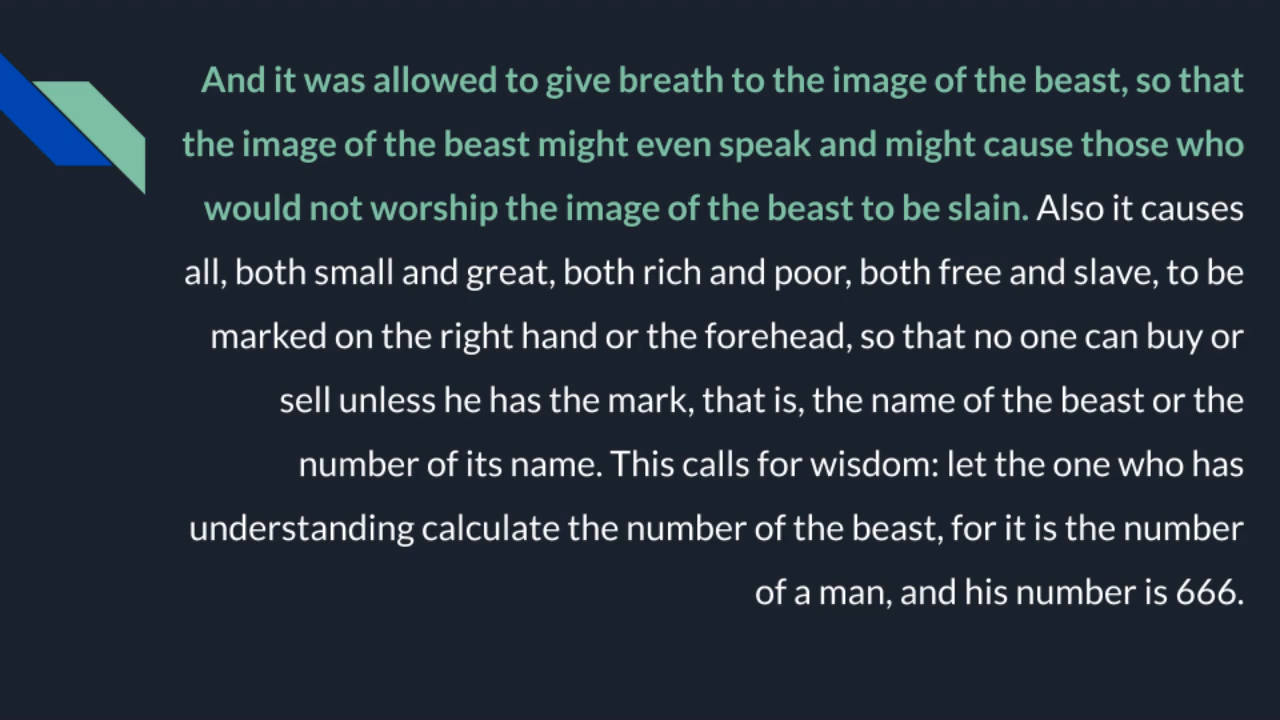 And it was allowed to give breath to the image of the beast, so that
the image of the beast might even speak and might cause those who
would not worship the image of the beast to be slain. Also it causes
all, both small and great, both rich and poor, both free and slave, to be
marked on the right hand or the forehead, so that no one can buy or
sell unless he has the mark, that is, the name of the beast or the
number of its name. This calls for wisdom: let the one who has
understanding calculate the number of the beast, for it is the number
of a man, and his number is 666.